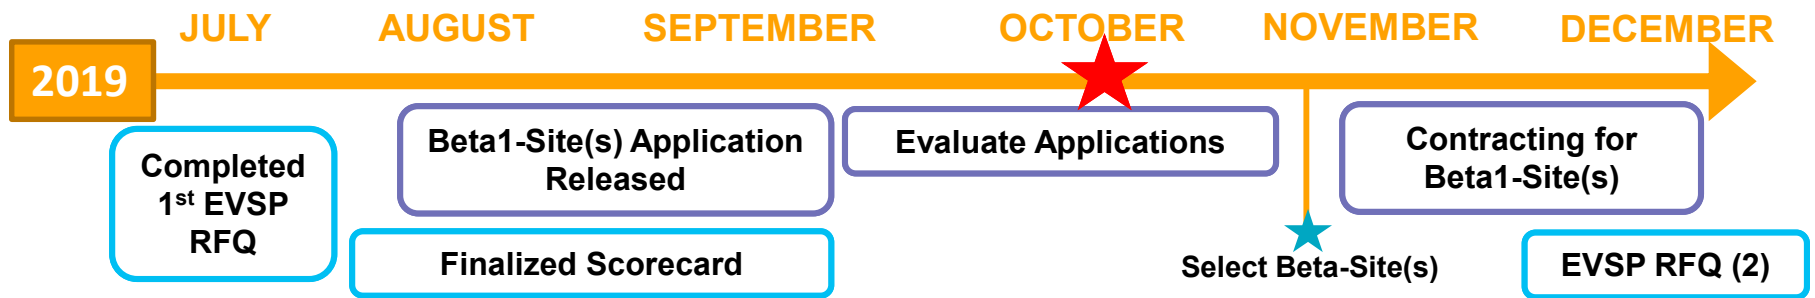 JULY
AUGUST
SEPTEMBER
OCTOBER
NOVEMBER
DECEMBER
2019
Completed
1st EVSP
RFQ
Beta1-Site(s) Application
Released
Finalized Scorecard
Evaluate Applications
Select Beta-Site(s)
Contracting for
Beta1-Site(s)
EVSP RFQ (2)